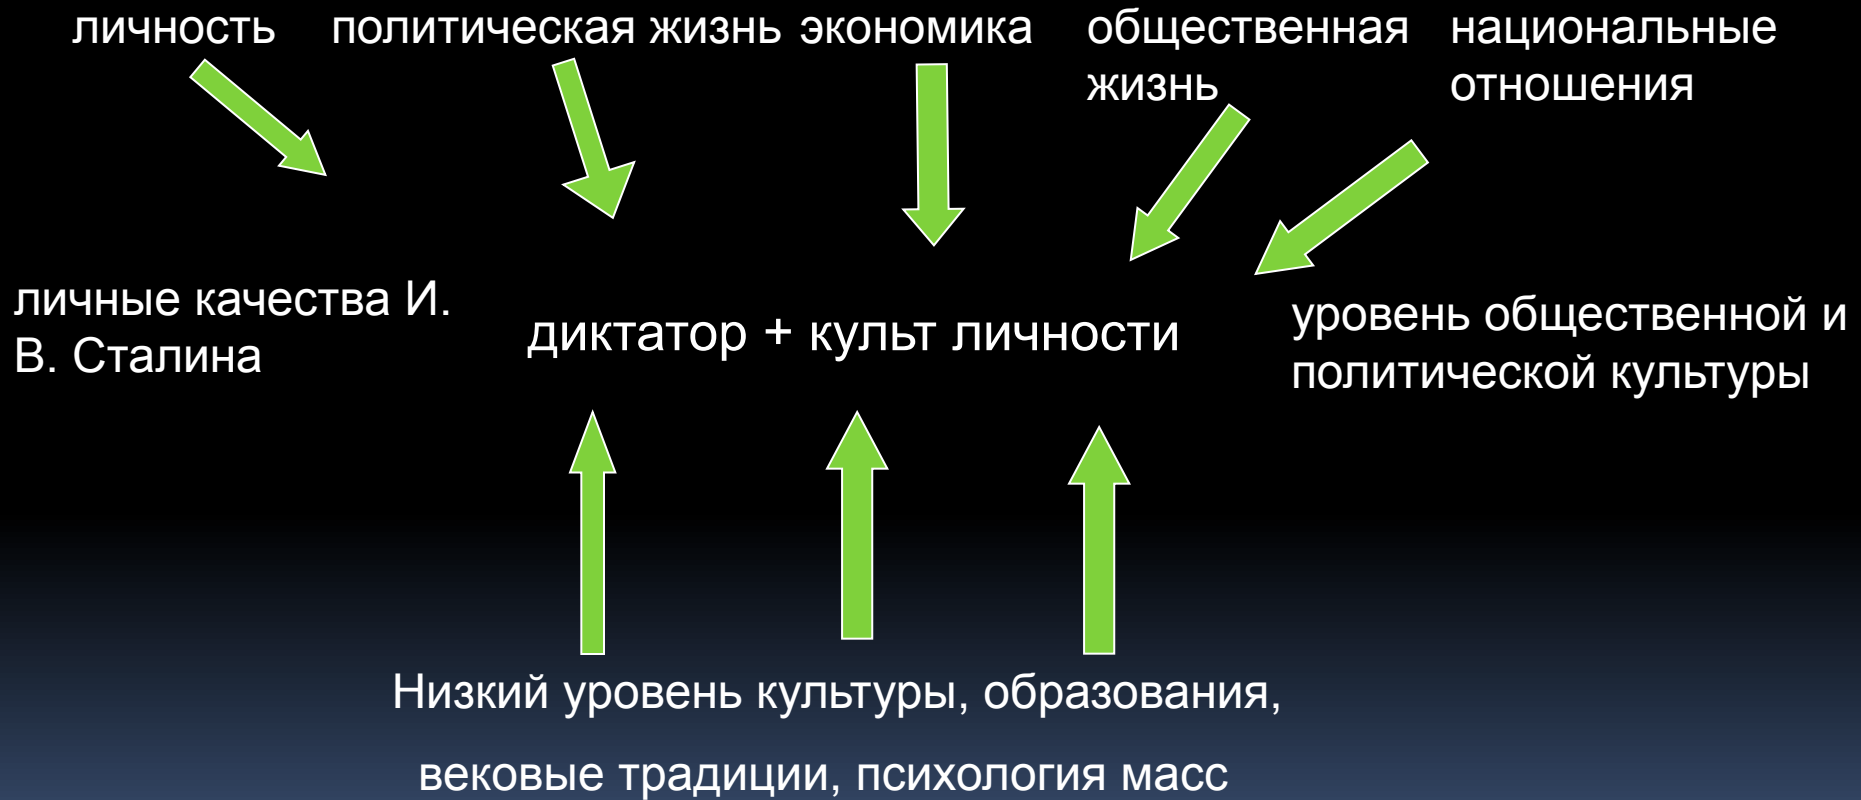 личность
политическая жизнь
экономика
общественная
жизнь
национальные
отношения
личные качества И.
В. Сталина
диктатор + культ личности
уровень общественной и
политической культуры
Низкий уровень культуры, образования,
вековые традиции, психология масс